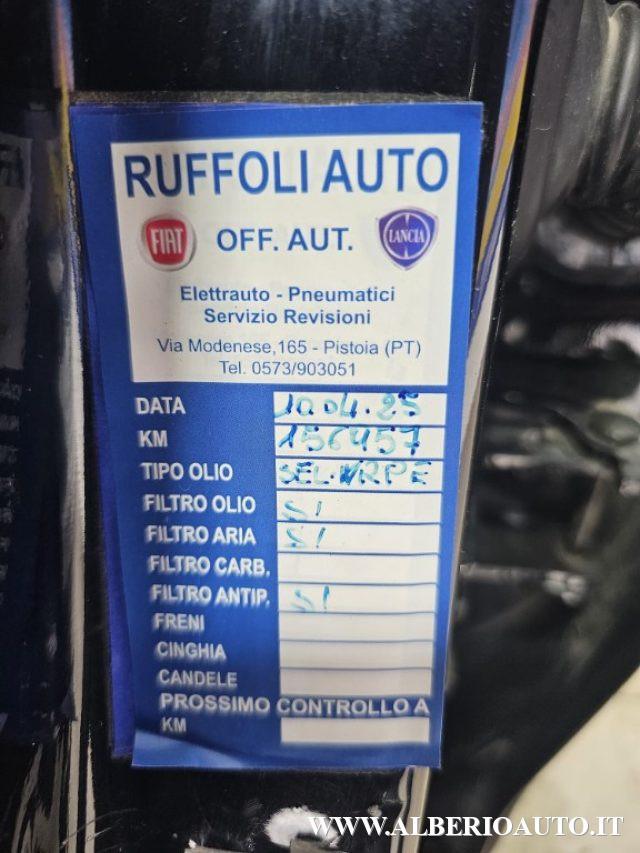 RUFFOLI AUTO
FIAT OFF. AUT. LANCIA
Elettrauto - Pneumatici
Servizio Revisioni
Via Modenese,165 - Pistoia (PT)
Tel. 0573/903051
DATA 10.04.25
KM 156457
TIPO OLIO
FILTRO OLIO SI
FILTRO ARIA SI
FILTRO CARB.
FILTRO ANTIP. SI
FRENI
CINGHIA
CANDELE
PROSSIMO CONTROLLO A
KM
WWW.ALBERIOAUTO.IT